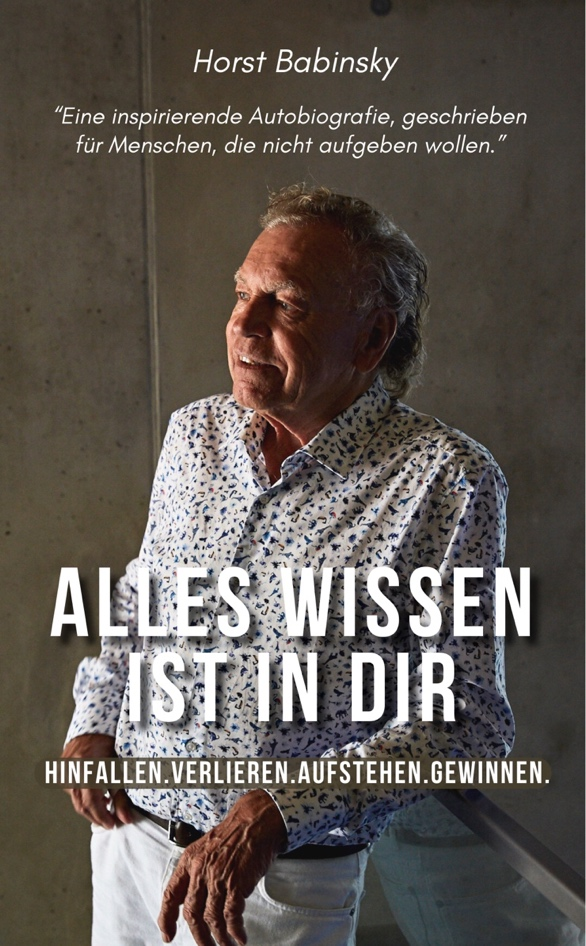 Horst Babinsky
“Eine inspirierende Autobiografie, geschrieben
für Menschen, die nicht aufgeben wollen.”
ALLES WISSEN
IST IN DIR
HINFALLEN.VERLIEREN.AUFSTEHEN.GEWINNEN.